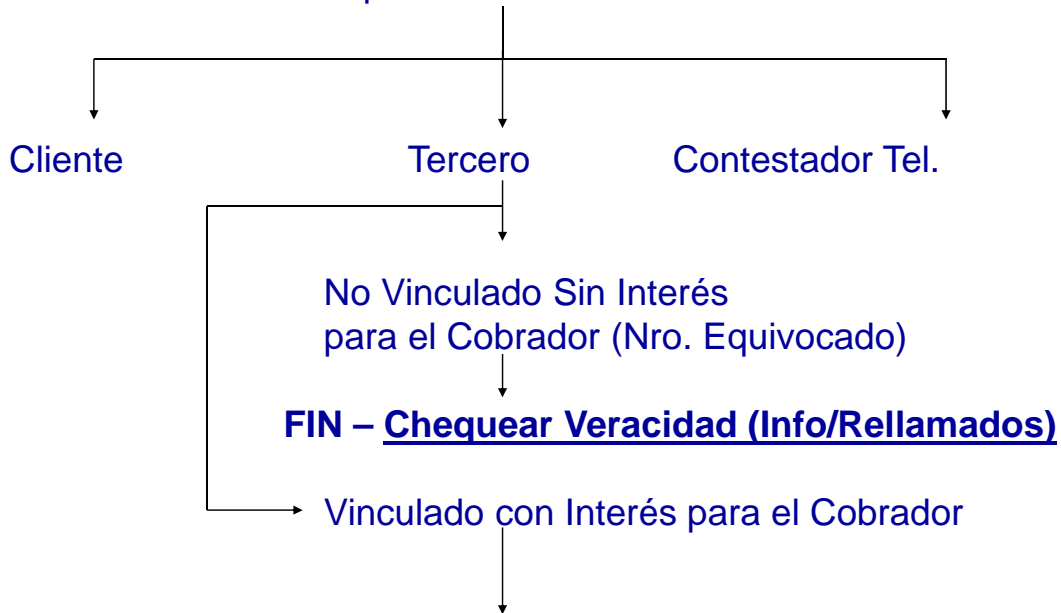 Cliente
Tercero
Contestador Tel.
No Vinculado Sin Interés
para el Cobrador (Nro. Equivocado)
FIN – Chequear Veracidad (Info/Rellamados)
Vinculado con Interés para el Cobrador